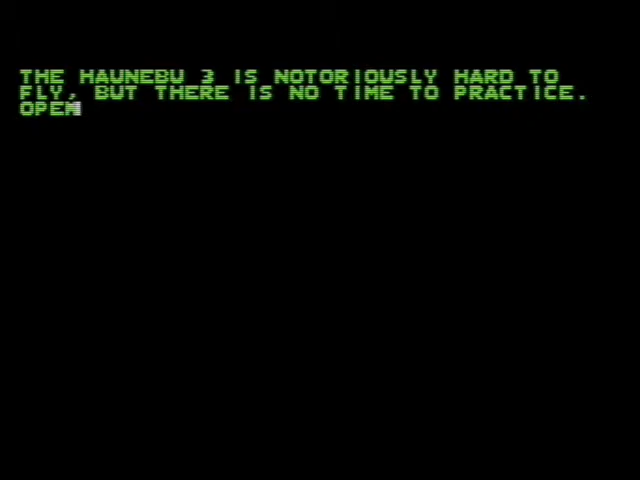 THE HAUNEBU 3 IS NOTORIOUSLY HARD TO
FLY, BUT THERE IS NO TIME TO PRACTICE.
OPEN